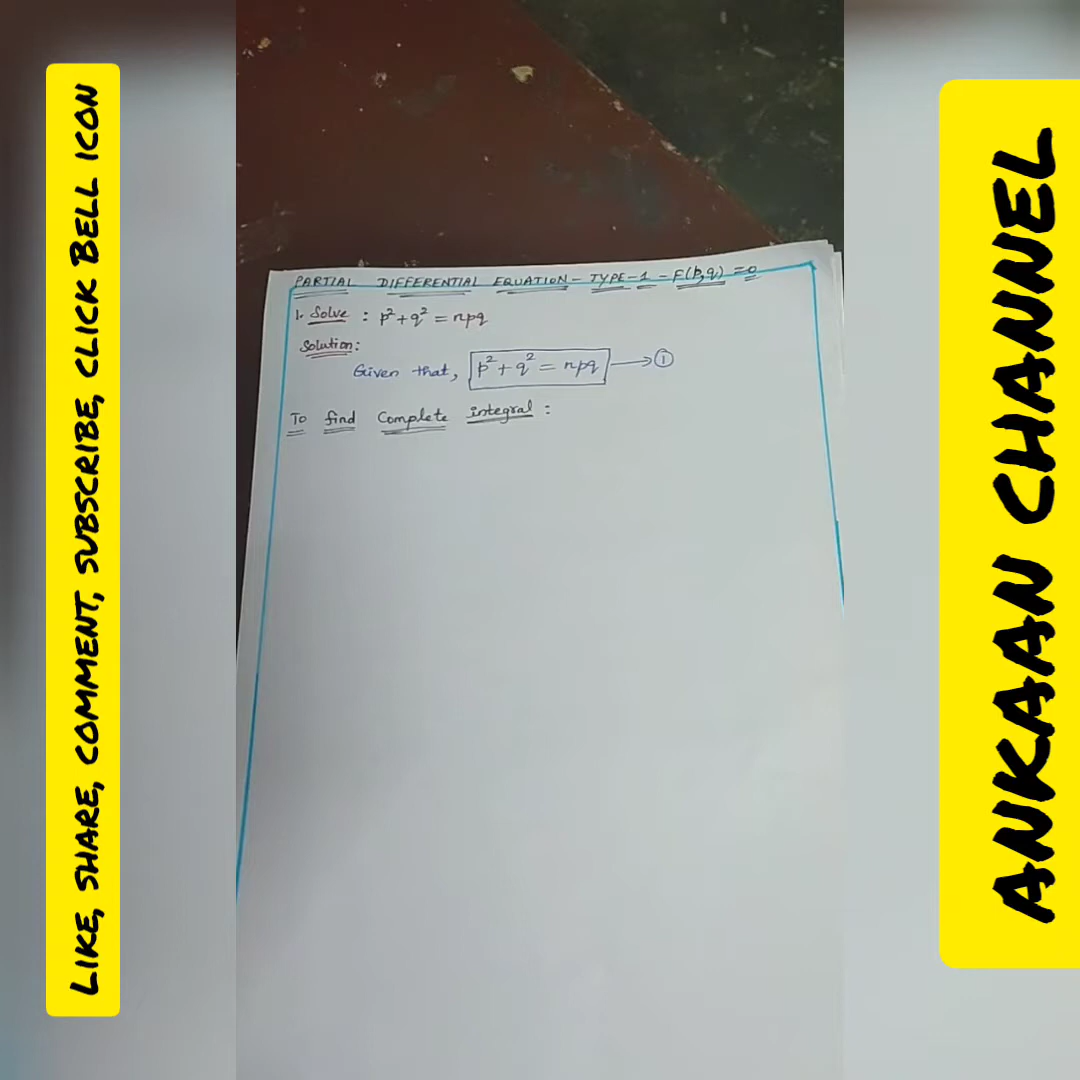 LIKE, SHARE, COMMENT, SUBSCRIBE, CLICK BELL ICON
PARTIAL DIFFERENTIAL EQUATION - TYPE - 1 - F(p,q) = 0
1. Solve : p² + q² = npq
Solution:
Given that, p² + q² = npq → ①
To find Complete integral :
ANKAAN CHANNEL